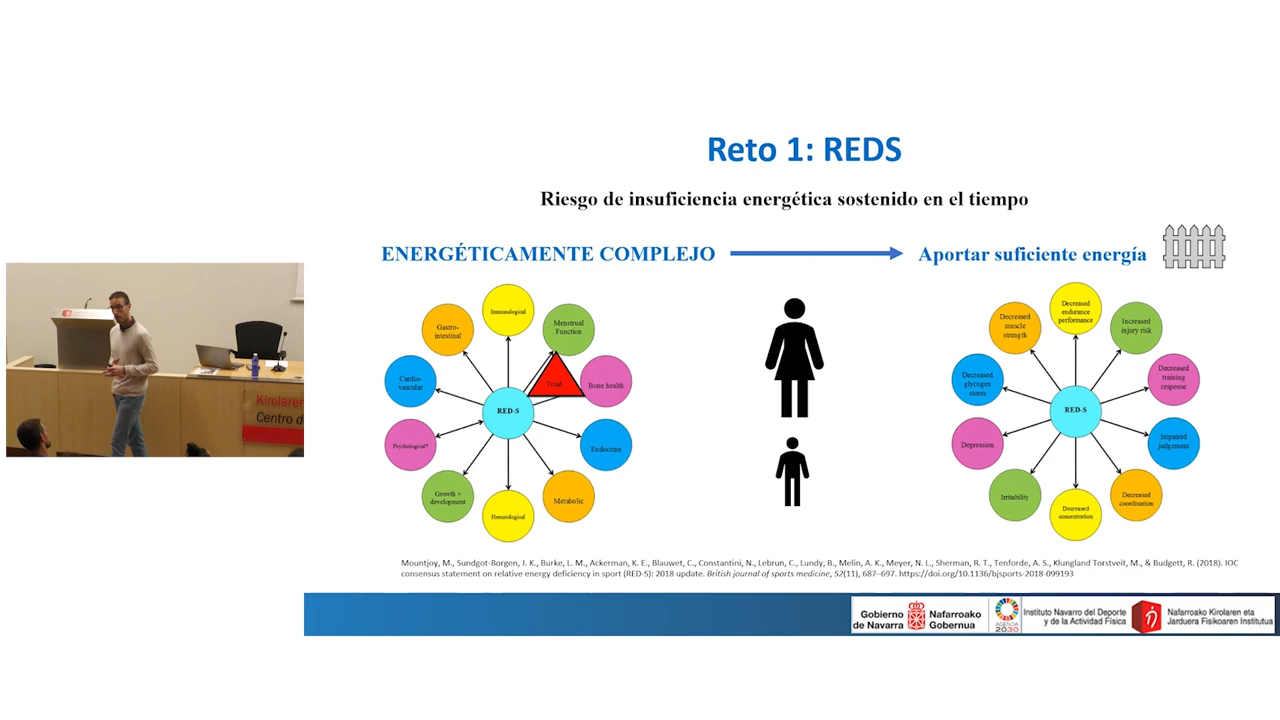 Reto 1: REDS
Riesgo de insuficiencia energética sostenido en el tiempo
ENERGÉTICAMENTE COMPLEJO
Aportar suficiente energía
Immunological
Menstrual
Function
Bone health
Triad
Endocrine
Metabolic
Hematological
Growth +
development
Psychological*
Cardio-
vascular
Gastro-
intestinal
RED-S
Decreased
endurance
performance
Increased
injury risk
Decreased
training
response
Impaired
judgement
Decreased
coordination
Decreased
concentration
Irritability
Depression
Decreased
glycogen
stores
Decreased
muscle
strength
RED-S
Mountjoy, M., Sundgot-Borgen, J. K., Burke, L. M., Ackerman, K. E., Blauwet, C., Constantini, N., Lebrun, C., Lundy, B., Melin, A. K., Meyer, N. L., Sherman, R. T., Tenforde, A. S., Klungland Torstveit, M., & Budgett, R. (2018). IOC
consensus statement on relative energy deficiency in sport (RED-S): 2018 update. British journal of sports medicine, 52(11), 687–697. https://doi.org/10.1136/bjsports-2018-099193
Kirolaren
Centro de
Gobierno
de Navarra
Nafarroako
Gobernua
AGENDA
2030
Instituto Navarro del Deporte
y de la Actividad Física
Nafarroako Kirolaren eta
Jarduera Fisikoaren Institutua